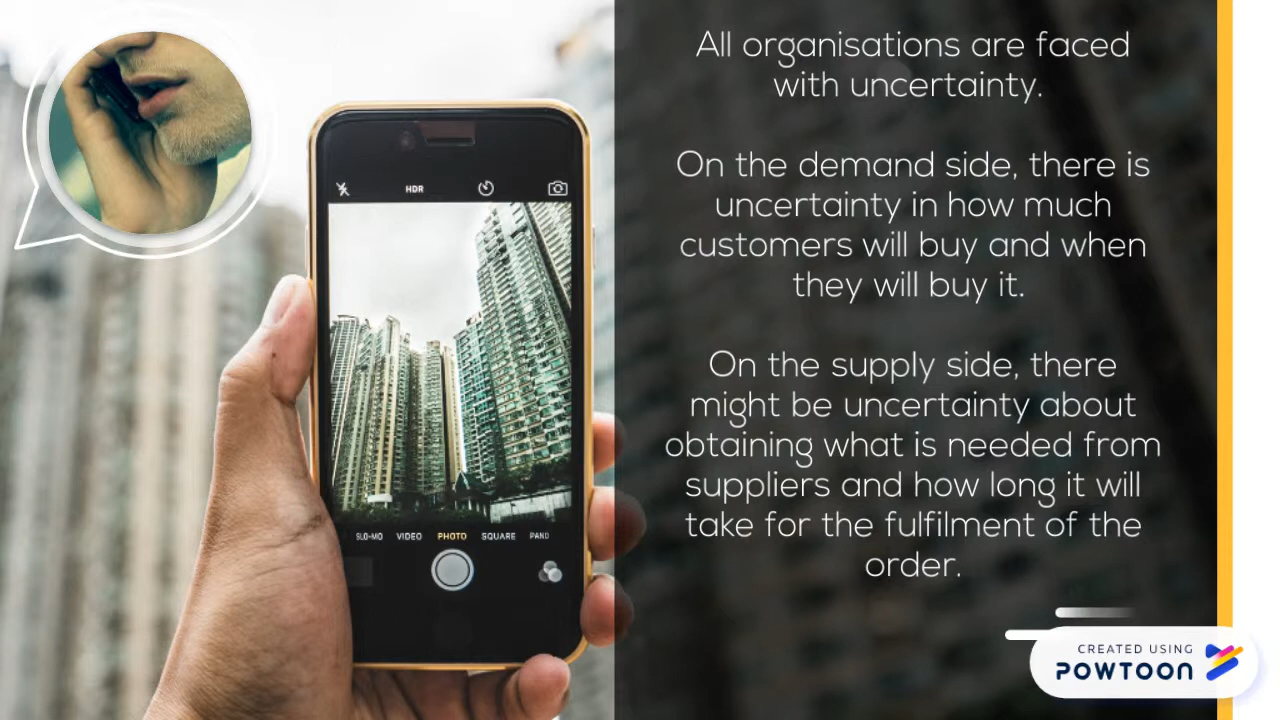 HDR
SLO-MO VIDEO PHOTO SQUARE PANO
All organisations are faced
with uncertainty.
On the demand side, there is
uncertainty in how much
customers will buy and when
they will buy it.
On the supply side, there
might be uncertainty about
obtaining what is needed from
suppliers and how long it will
take for the fulfilment of the
order.
CREATED USING
POWTOON